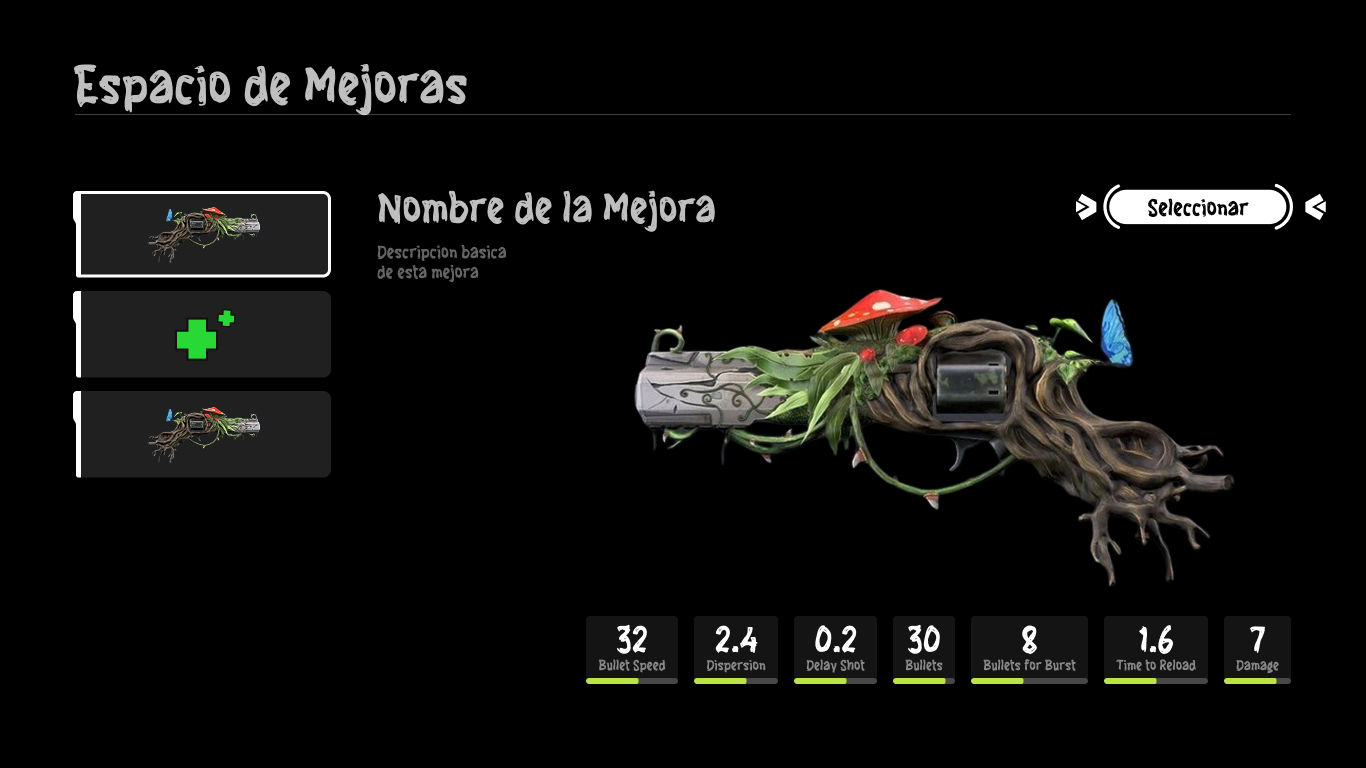 Espacio de Mejoras
Nombre de la Mejora
Seleccionar
Descripcion basica
de esta mejora
32
Bullet Speed
2.4
Dispersion
0.2
Delay Shot
30
Bullets
8
Bullets for Burst
1.6
Time to Reload
7
Damage